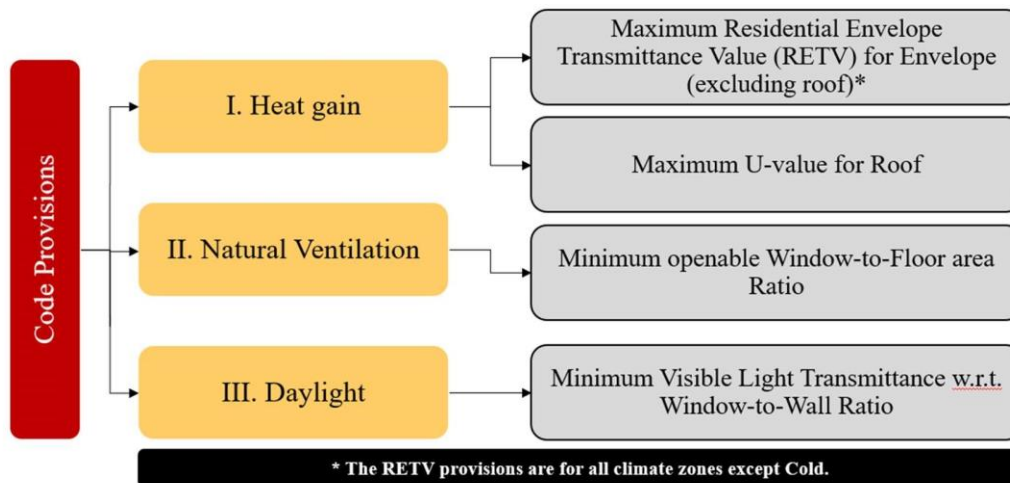 Code Provisions
I. Heat gain
Maximum Residential Envelope
Transmittance Value (RETV) for Envelope
(excluding roof)*
Maximum U-value for Roof
II. Natural Ventilation
Minimum openable Window-to-Floor area
Ratio
III. Daylight
Minimum Visible Light Transmittance w.r.t.
Window-to-Wall Ratio
* The RETV provisions are for all climate zones except Cold.